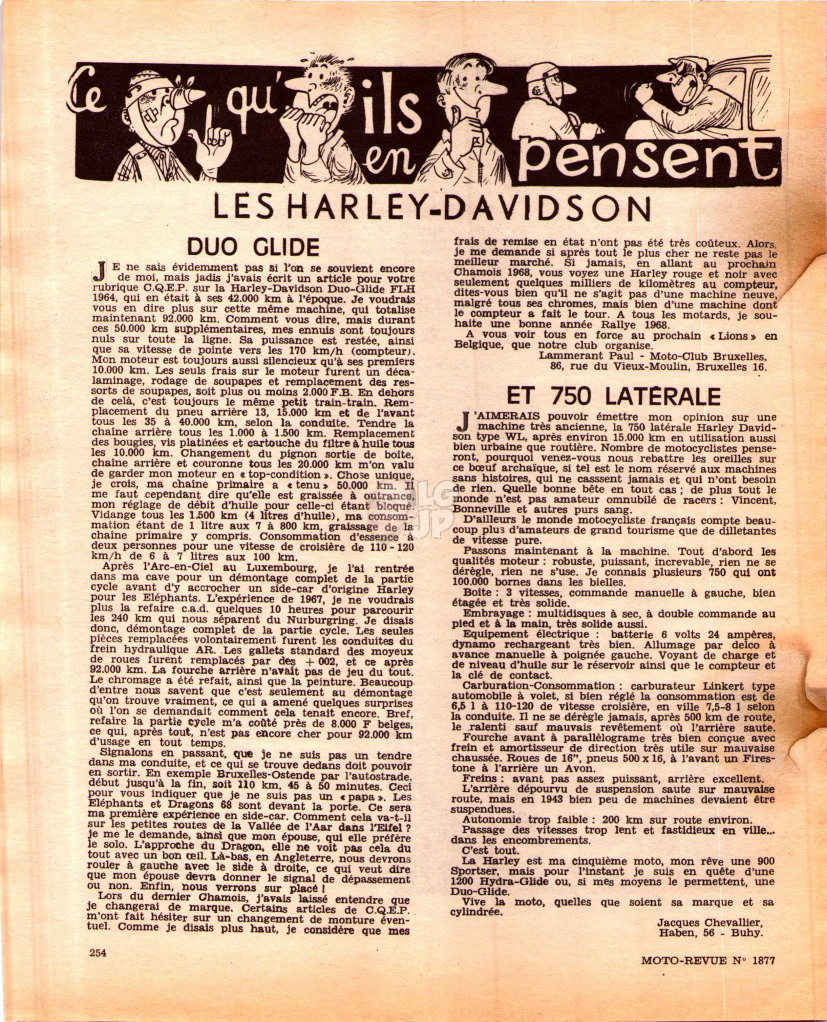 Ce qu'ils en pensent
LES HARLEY-DAVIDSON
DUO GLIDE
JE ne sais évidemment pas si l'on se souvient encore
de moi, mais jadis j'avais écrit un article pour votre
rubrique C.Q.E.P. sur la Harley-Davidson Duo-Glide FLH
1964, qui en était à ses 42.000 km à l'époque. Je voudrais
vous en dire plus sur cette même machine, qui totalise
maintenant 92.000 km. Comment vous dire, mais durant
ces 50.000 km supplémentaires, mes ennuis sont toujours
nuls sur toute la ligne. Sa puissance est restée, ainsi
que sa vitesse de pointe vers les 170 km/h (compteur).
Mon moteur est toujours aussi silencieux qu'à ses premiers
10.000 km. Les seuls frais sur le moteur furent un déca-
laminage, rodage de soupapes et remplacement des res-
sorts de soupapes, soit plus ou moins 2.000 F.B. En dehors
de celà, c'est toujours le même petit train-train. Rem-
placement du pneu arrière 13, 15.000 km et de l'avant
tous les 35 à 40.000 km, selon la conduite. Tendre la
chaîne arrière tous les 1.000 à 1.500 km. Remplacement
des bougies, vis platinées et cartouche du filtre à huile tous
les 10.000 km. Changement du pignon sortie de boîte,
chaîne arrière et couronne tous les 20.000 km m'on valu
de garder mon moteur en « top-condition ». Chose unique,
je crois, ma chaîne primaire a « tenu » 50.000 km. Il
me faut cependant dire qu'elle est graissée à outrance,
mon réglage de débit d'huile pour celle-ci étant bloqué.
Vidange tous les 1.500 km (4 litres d'huile), ma consom-
mation étant de 1 litre aux 7 à 800 km, graissage de la
chaîne primaire y compris. Consommation d'essence à
deux personnes pour une vitesse de croisière de 110 - 120
km/h de 6 à 7 litres aux 100 km.
Après l'Arc-en-Ciel au Luxembourg, je l'ai rentrée
dans ma cave pour un démontage complet de la partie
cycle avant d'y accrocher un side-car d'origine Harley
pour les Eléphants. L'expérience de 1967, je ne voudrais
plus la refaire c.a.d. quelques 10 heures pour parcourir
les 240 km qui nous séparent du Nurburgring. Je disais
donc, démontage complet de la partie cycle. Les seules
pièces remplacées volontairement furent les conduites du
frein hydraulique AR. Les gallets standard des moyeux
de roues furent remplacés par des + 002, et ce après
92.000 km. La fourche arrière n'avait pas de jeu du tout.
Le chromage a été refait, ainsi que la peinture. Beaucoup
d'entre nous savent que c'est seulement au démontage
qu'on trouve vraiment, ce qui a amené quelques surprises
où l'on se demandait comment cela tenait encore. Bref,
refaire la partie cycle m'a coûté près de 8.000 F belges,
ce qui, après tout, n'est pas encore cher pour 92.000 km
d'usage en tout temps.
Signalons en passant, que je ne suis pas un tendre
dans ma conduite, et ce qui se trouve dedans doit pouvoir
en sortir. En exemple Bruxelles-Ostende par l'autostrade,
début jusqu'à la fin, soit 110 km, 45 à 50 minutes. Ceci
pour vous indiquer que je ne suis pas un « papa ». Les
Eléphants et Dragons 68 sont devant la porte. Ce sera
ma première expérience en side-car. Comment cela va-t-il
sur les petites routes de la Vallée de l'Aar dans l'Eifel ?
je me le demande, ainsi que mon épouse, qui elle préfère
le solo. L'approche du Dragon, elle ne voit pas cela du
tout avec un bon œil. Là-bas, en Angleterre, nous devrons
rouler à gauche avec le side à droite, ce qui veut dire
que mon épouse devra donner le signal de dépassement
ou non. Enfin, nous verrons sur place !
Lors du dernier Chamois, j'avais laissé entendre que
je changerai de marque. Certains articles de C.Q.E.P.
m'ont fait hésiter sur un changement de monture éven-
tuel. Comme je disais plus haut, je considère que mes
frais de remise en état n'ont pas été très coûteux. Alors,
je me demande si après tout le plus cher ne reste pas le
meilleur marché. Si jamais, en allant au prochain
Chamois 1968, vous voyez une Harley rouge et noir avec
seulement quelques milliers de kilomètres au compteur,
dites-vous bien qu'il ne s'agit pas d'une machine neuve,
malgré tous ses chromes, mais bien d'une machine dont
le compteur a fait le tour. A tous les motards, je sou-
haite une bonne année Rallye 1968.
A vous voir tous en force au prochain « Lions » en
Belgique, que notre club organise.
Lammerant Paul - Moto-Club Bruxelles,
86, rue du Vieux-Moulin, Bruxelles 16.
ET 750 LATÉRALE
J'AIMERAIS pouvoir émettre mon opinion sur une
machine très ancienne, la 750 latérale Harley David-
son type WL, après environ 15.000 km en utilisation aussi
bien urbaine que routière. Nombre de motocyclistes pense-
ront, pourquoi venez-vous nous rebattre les oreilles sur
ce bœuf archaïque, si tel est le nom réservé aux machines
sans histoires, qui ne casssent jamais et qui n'ont besoin
de rien. Quelle bonne bête en tout cas ; de plus tout le
monde n'est pas amateur omnubilé de racers : Vincent,
Bonneville et autres purs sang.
D'ailleurs le monde motocycliste français compte beau-
coup plus d'amateurs de grand tourisme que de dilletantes
de vitesse pure.
Passons maintenant à la machine. Tout d'abord les
qualités moteur : robuste, puissant, increvable, rien ne se
dérègle, rien ne s'use. Je connais plusieurs 750 qui ont
100.000 bornes dans les bielles.
Boîte : 3 vitesses, commande manuelle à gauche, bien
étagée et très solide.
Embrayage : multidisques à sec, à double commande au
pied et à la main, très solide aussi.
Equipement électrique : batterie 6 volts 24 ampères,
dynamo rechargeant très bien. Allumage par delco à
avance manuelle à poignée gauche. Voyant de charge et
de niveau d'huile sur le réservoir ainsi que le compteur et
la clé de contact.
Carburation-Consommation : carburateur Linkert type
automobile à volet, si bien réglé la consommation est de
6,5 l à 110-120 de vitesse croisière, en ville 7,5-8 l selon
la conduite. Il ne se dérègle jamais, après 500 km de route,
le ralenti sauf mauvais revêtement où l'arrière saute.
Fourche avant à parallélograme très bien conçue avec
frein et amortisseur de direction très utile sur mauvaise
chaussée. Roues de 16", pneus 500 x 16, à l'avant un Fires-
tone à l'arrière un Avon.
Freins : avant pas assez puissant, arrière excellent.
L'arrière dépourvu de suspension saute sur mauvaise
route, mais en 1943 bien peu de machines devaient être
suspendues.
Autonomie trop faible : 200 km sur route environ.
Passage des vitesses trop lent et fastidieux en ville...
dans les encombrements.
C'est tout.
La Harley est ma cinquième moto, mon rêve une 900
Sportser, mais pour l'instant je suis en quête d'une
1200 Hydra-Glide ou, si mes moyens le permettent, une
Duo-Glide.
Vive la moto, quelles que soient sa marque et sa
cylindrée.
Jacques Chevallier,
Haben, 56 - Buhy.
254
MOTO-REVUE N° 1877